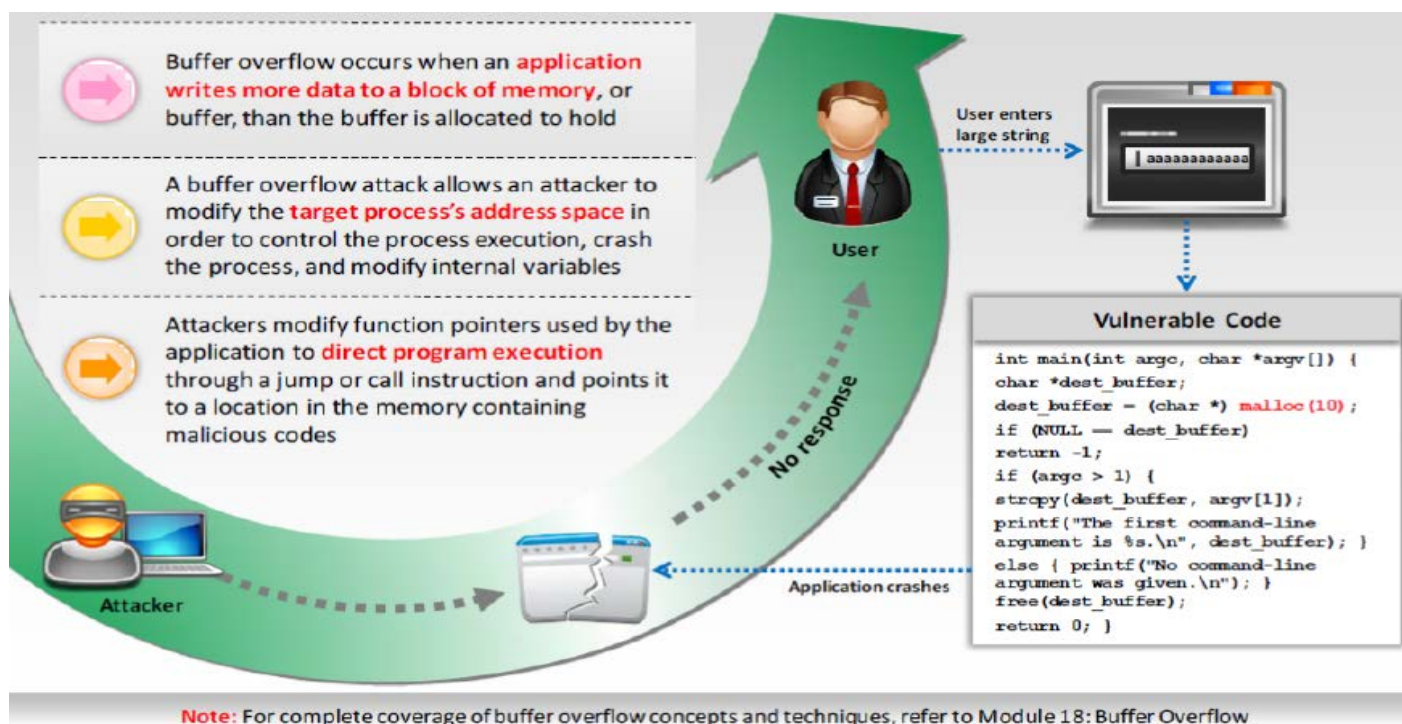 Buffer overflow occurs when an application
writes more data to a block of memory, or
buffer, than the buffer is allocated to hold
A buffer overflow attack allows an attacker to
modify the target process's address space in
order to control the process execution, crash
the process, and modify internal variables
Attackers modify function pointers used by the
application to direct program execution
through a jump or call instruction and points it
to a location in the memory containing
malicious codes
User enters
large string
aaaaaaaaaaaa
User
No response
Attacker
Application crashes
Vulnerable Code
int main(int argc, char *argv[]) {
char *dest_buffer;
dest_buffer = (char *) malloc(10);
if (NULL == dest_buffer)
return -1;
if (argc > 1) {
strcpy(dest_buffer, argv[1]);
printf("The first command-line
argument is %s.\n", dest_buffer); }
else { printf("No command-line
argument was given.\n"); }
free(dest_buffer);
return 0; }
Note: For complete coverage of buffer overflow concepts and techniques, refer to Module 18: Buffer Overflow